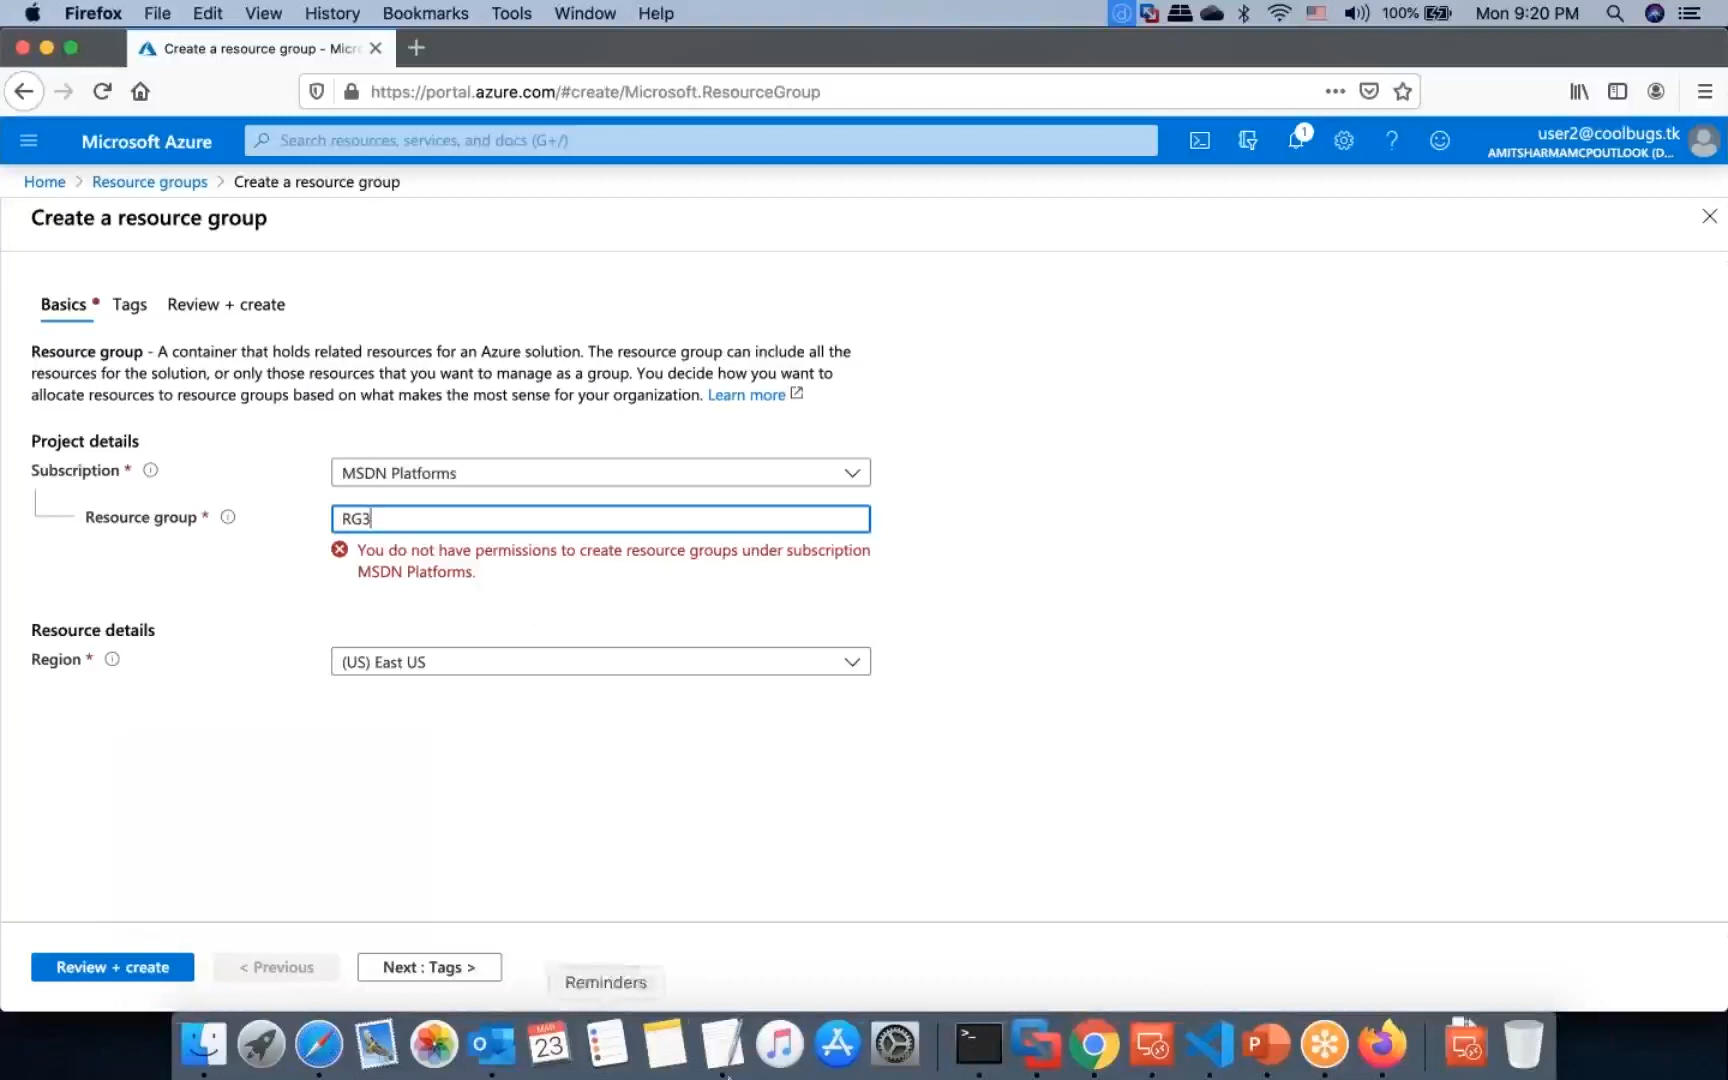 Firefox File Edit View History Bookmarks Tools Window Help 100% Mon 9:20 PM
Create a resource group - Micr
https://portal.azure.com/#create/Microsoft.ResourceGroup
Microsoft Azure Search resources, services, and docs (G+/) 1 user2@coolbugs.tk
AMITSHARMAMCPOUTLOOK (D...
Home > Resource groups > Create a resource group
Create a resource group
Basics Tags Review + create
Resource group - A container that holds related resources for an Azure solution. The resource group can include all the
resources for the solution, or only those resources that you want to manage as a group. You decide how you want to
allocate resources to resource groups based on what makes the most sense for your organization. Learn more
Project details
Subscription * MSDN Platforms
Resource group * RG3
You do not have permissions to create resource groups under subscription
MSDN Platforms.
Resource details
Region * (US) East US
Review + create < Previous Next : Tags >
Reminders
MAR
23